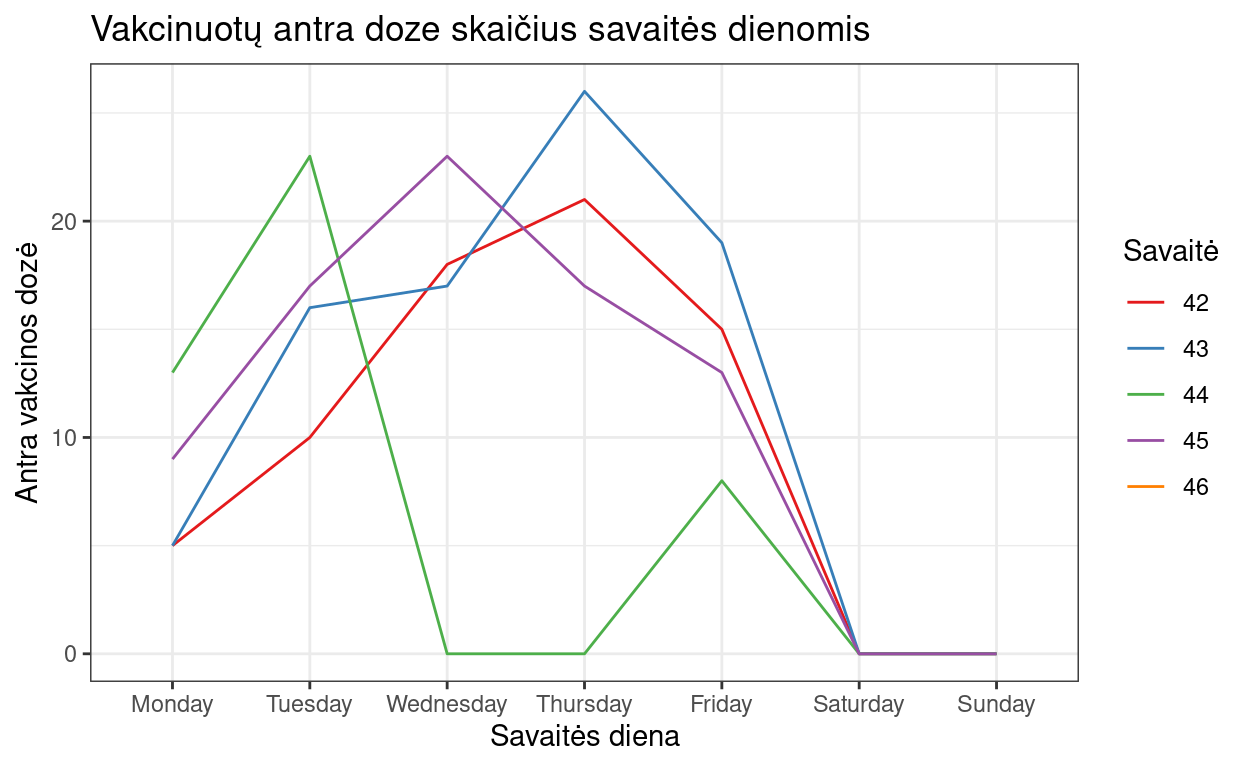 Vakcinuotų antra doze skaičius savaitės dienomis
Antra vakcinos dozė
20
10
0
Monday Tuesday Wednesday Thursday Friday Saturday Sunday
Savaitės diena
Savaitė
42
43
44
45
46